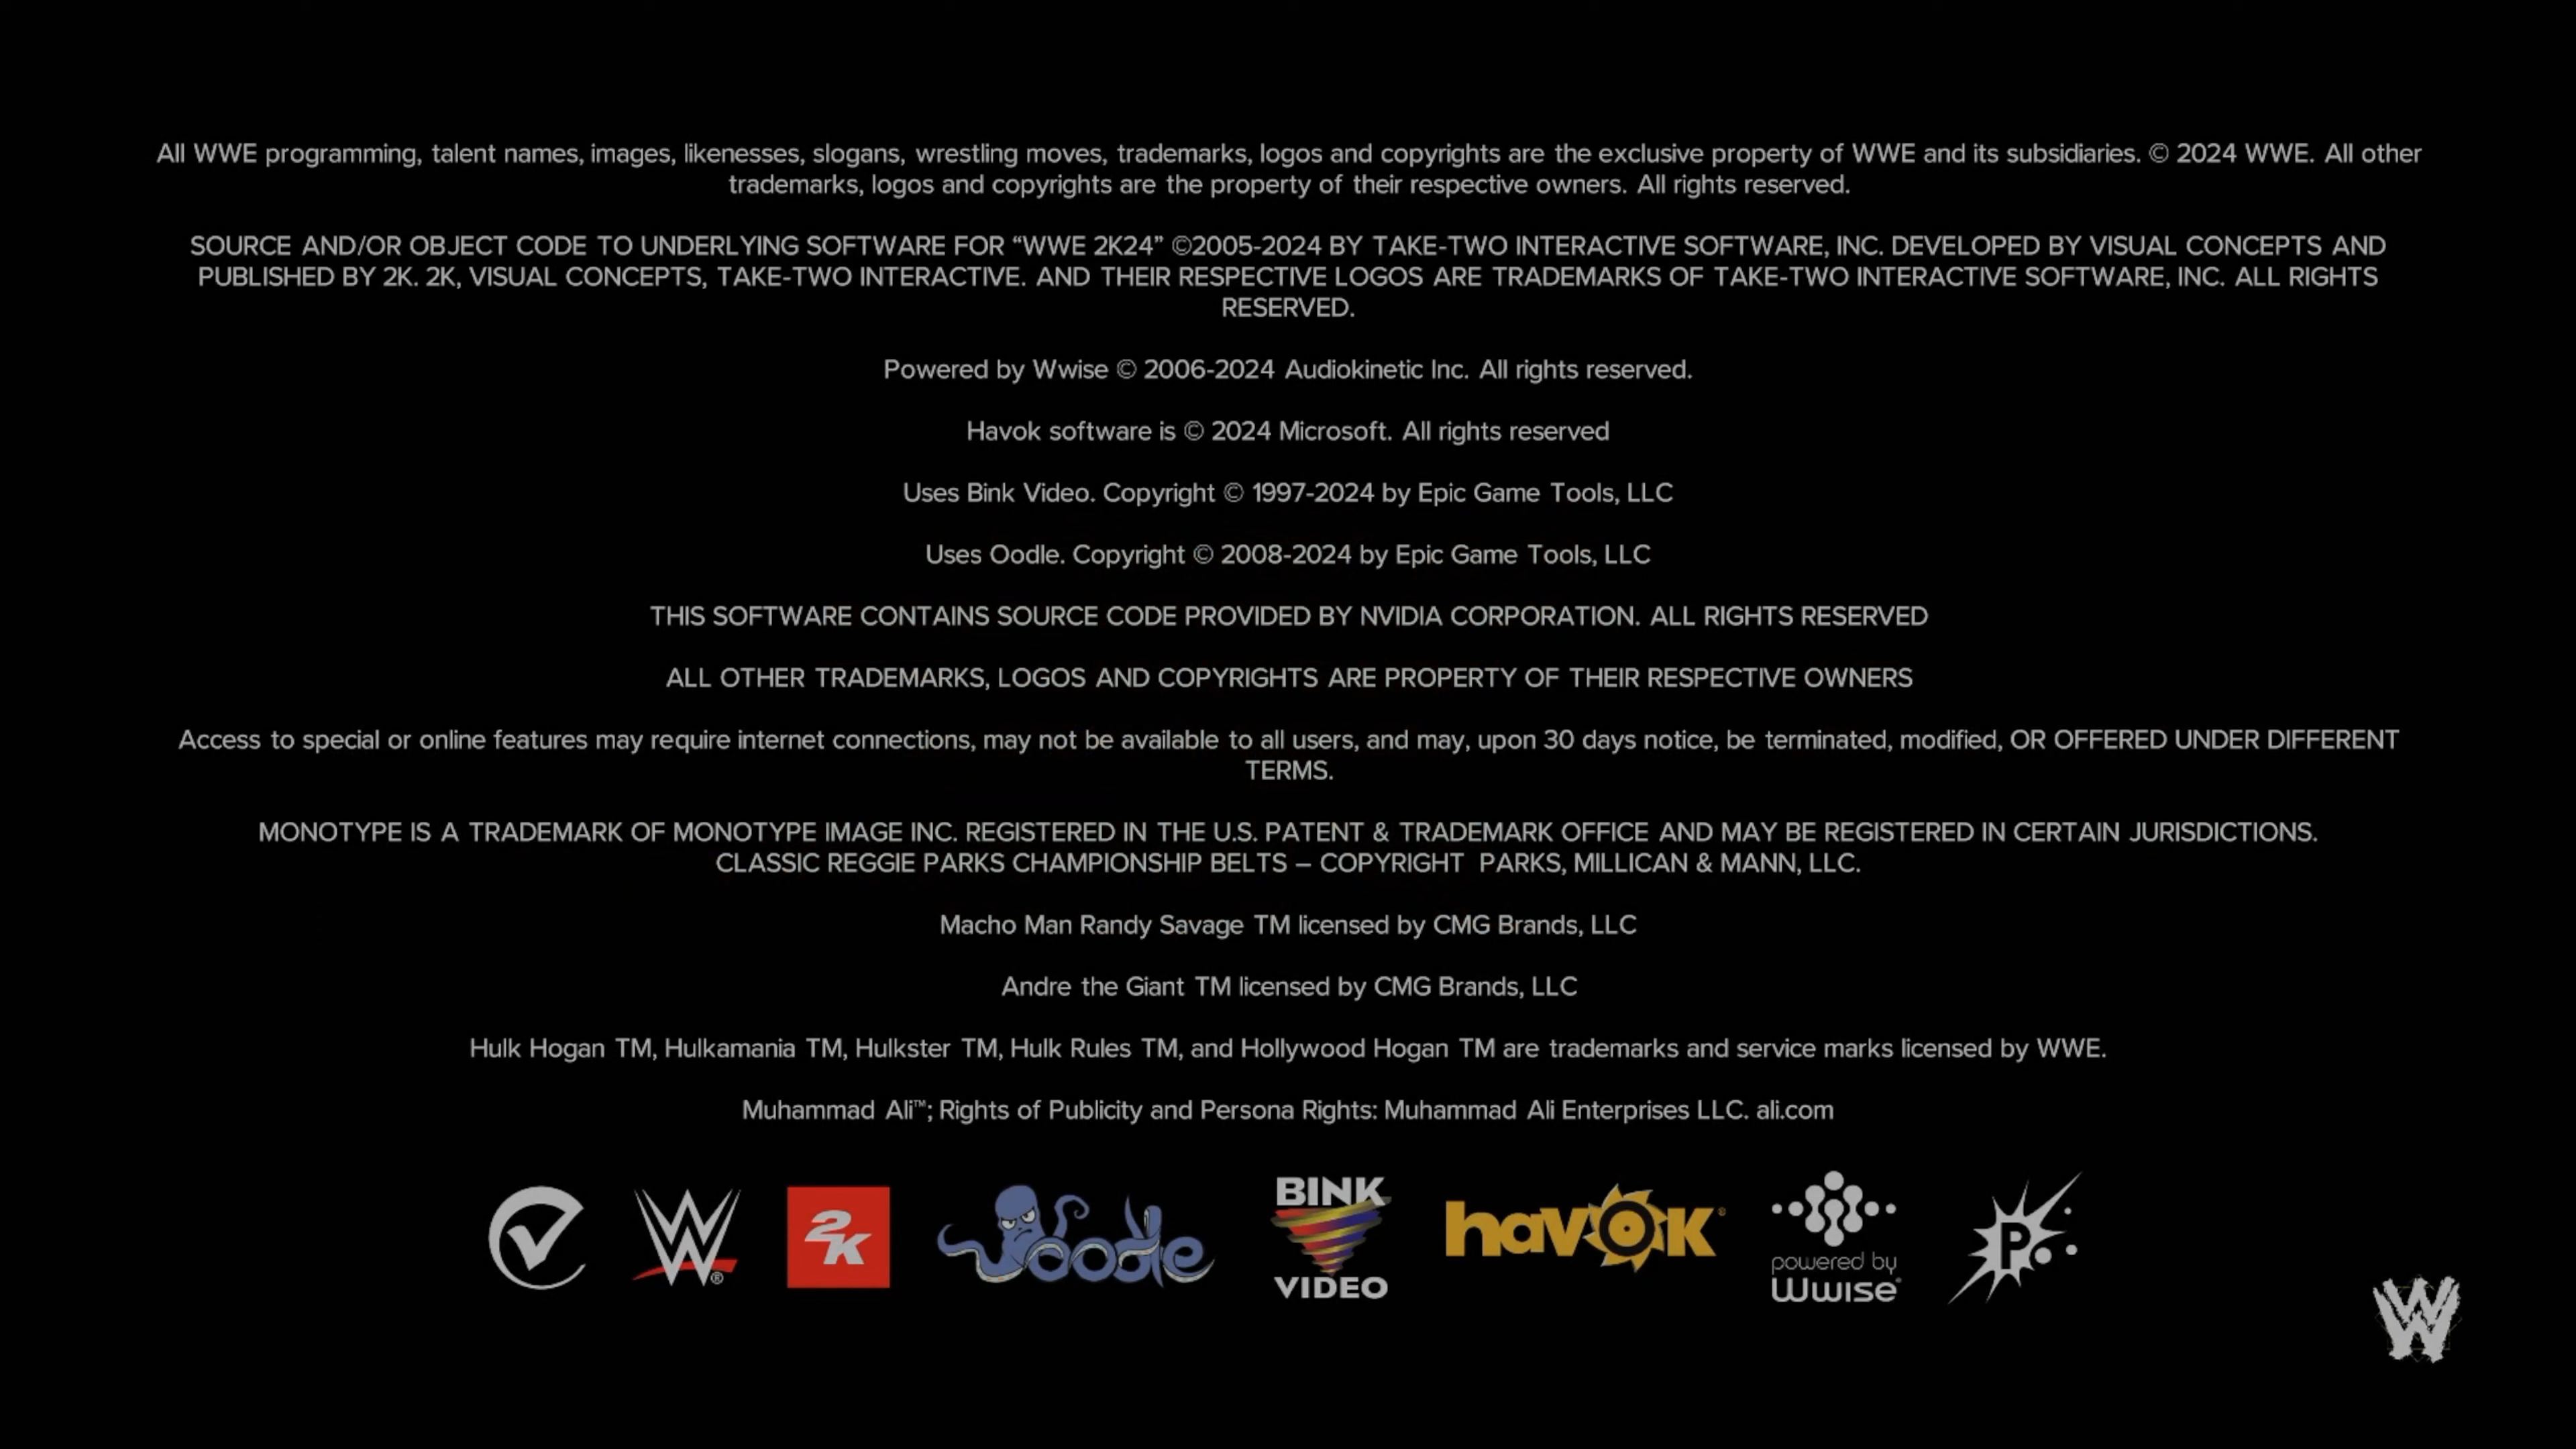 All WWE programming, talent names, images, likenesses, slogans, wrestling moves, trademarks, logos and copyrights are the exclusive property of WWE and its subsidiaries. © 2024 WWE. All other
trademarks, logos and copyrights are the property of their respective owners. All rights reserved.
SOURCE AND/OR OBJECT CODE TO UNDERLYING SOFTWARE FOR “WWE 2K24” ©2005-2024 BY TAKE-TWO INTERACTIVE SOFTWARE, INC. DEVELOPED BY VISUAL CONCEPTS AND
PUBLISHED BY 2K. 2K, VISUAL CONCEPTS, TAKE-TWO INTERACTIVE. AND THEIR RESPECTIVE LOGOS ARE TRADEMARKS OF TAKE-TWO INTERACTIVE SOFTWARE, INC. ALL RIGHTS
RESERVED.
Powered by Wwise © 2006-2024 Audiokinetic Inc. All rights reserved.
Havok software is © 2024 Microsoft. All rights reserved
Uses Bink Video. Copyright © 1997-2024 by Epic Game Tools, LLC
Uses Oodle. Copyright © 2008-2024 by Epic Game Tools, LLC
THIS SOFTWARE CONTAINS SOURCE CODE PROVIDED BY NVIDIA CORPORATION. ALL RIGHTS RESERVED
ALL OTHER TRADEMARKS, LOGOS AND COPYRIGHTS ARE PROPERTY OF THEIR RESPECTIVE OWNERS
Access to special or online features may require internet connections, may not be available to all users, and may, upon 30 days notice, be terminated, modified, OR OFFERED UNDER DIFFERENT
TERMS.
MONOTYPE IS A TRADEMARK OF MONOTYPE IMAGE INC. REGISTERED IN THE U.S. PATENT & TRADEMARK OFFICE AND MAY BE REGISTERED IN CERTAIN JURISDICTIONS.
CLASSIC REGGIE PARKS CHAMPIONSHIP BELTS – COPYRIGHT PARKS, MILLICAN & MANN, LLC.
Macho Man Randy Savage TM licensed by CMG Brands, LLC
Andre the Giant TM licensed by CMG Brands, LLC
Hulk Hogan TM, Hulkamania TM, Hulkster TM, Hulk Rules TM, and Hollywood Hogan TM are trademarks and service marks licensed by WWE.
Muhammad Ali™; Rights of Publicity and Persona Rights: Muhammad Ali Enterprises LLC. ali.com
W ®
2K
oodle
BINK
VIDEO
havok®
powered by
Wwise®
P
W